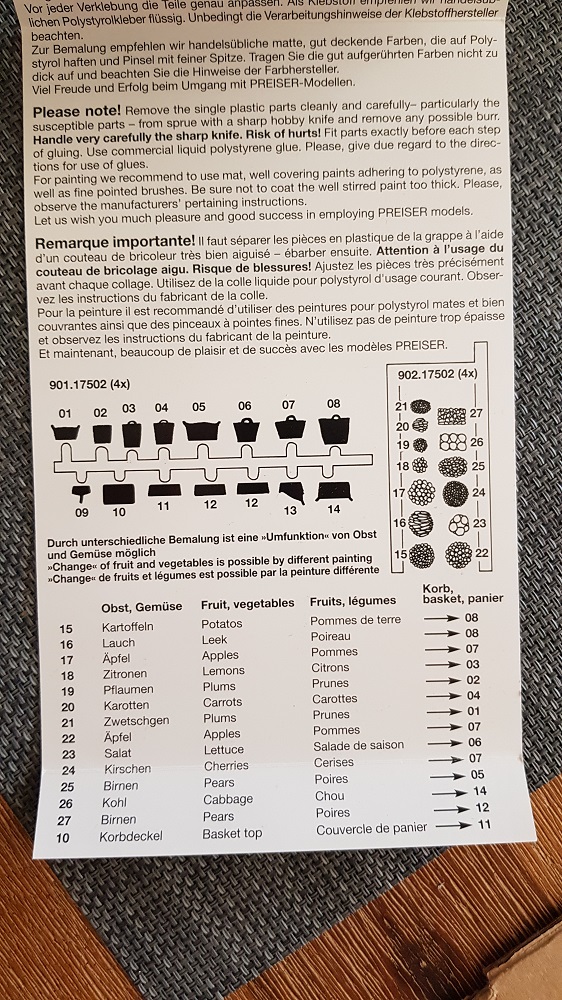 Vor jeder Verklebung die Teile genau anpassen. Als Klebstoff empfehlen wir handelsüb-
lichen Polystyrolkleber flüssig. Unbedingt die Verarbeitungshinweise der Klebstoffhersteller
beachten.
Zur Bemalung empfehlen wir handelsübliche matte, gut deckende Farben, die auf Poly-
styrol haften und Pinsel mit feiner Spitze. Tragen Sie die gut aufgerührten Farben nicht zu
dick auf und beachten Sie die Hinweise der Farbhersteller.
Viel Freude und Erfolg beim Umgang mit PREISER-Modellen.
Please note! Remove the single plastic parts cleanly and carefully– particularly the
susceptible parts – from sprue with a sharp hobby knife and remove any possible burr.
Handle very carefully the sharp knife. Risk of hurts! Fit parts exactly before each step
of gluing. Use commercial liquid polystyrene glue. Please, give due regard to the direc-
tions for use of glues.
For painting we recommend to use mat, well covering paints adhering to polystyrene, as
well as fine pointed brushes. Be sure not to coat the well stirred paint too thick. Please,
observe the manufacturers' pertaining instructions.
Let us wish you much pleasure and good success in employing PREISER models.
Remarque importante! Il faut séparer les pièces en plastique de la grappe à l'aide
d'un couteau de bricoleur très bien aiguisé – ébarber ensuite. Attention à l'usage du
couteau de bricolage aigu. Risque de blessures! Ajustez les pièces très précisément
avant chaque collage. Utilisez de la colle liquide pour polystyrol d'usage courant. Obser-
vez les instructions du fabricant de la colle.
Pour la peinture il est recommandé d'utiliser des peintures pour polystyrol mates et bien
couvrantes ainsi que des pinceaux à pointes fines. N'utilisez pas de peinture trop épaisse
et observez les instructions du fabricant de la peinture.
Et maintenant, beaucoup de plaisir et de succès avec les modèles PREISER.
901.17502 (4x)
01 02 03 04 05 06 07 08
09 10 11 12 12 13 14
902.17502 (4x)
21 27
20
19 26
18 25
17 24
16 23
15 22
Durch unterschiedliche Bemalung ist eine »Umfunktion« von Obst
und Gemüse möglich
»Change« of fruit and vegetables is possible by different painting
»Change« de fruits et légumes est possible par la peinture différente
Obst, Gemüse Fruit, vegetables Fruits, légumes Korb,
basket, panier
15 Kartoffeln Potatos Pommes de terre 08
16 Lauch Leek Poireau 08
17 Äpfel Apples Pommes 07
18 Zitronen Lemons Citrons 03
19 Pflaumen Plums Prunes 02
20 Karotten Carrots Carottes 04
21 Zwetschgen Plums Prunes 01
22 Äpfel Apples Pommes 07
23 Salat Lettuce Salade de saison 06
24 Kirschen Cherries Cerises 07
25 Birnen Pears Poires 05
26 Kohl Cabbage Chou 14
27 Birnen Pears Poires 12
10 Korbdeckel Basket top Couvercle de panier 11